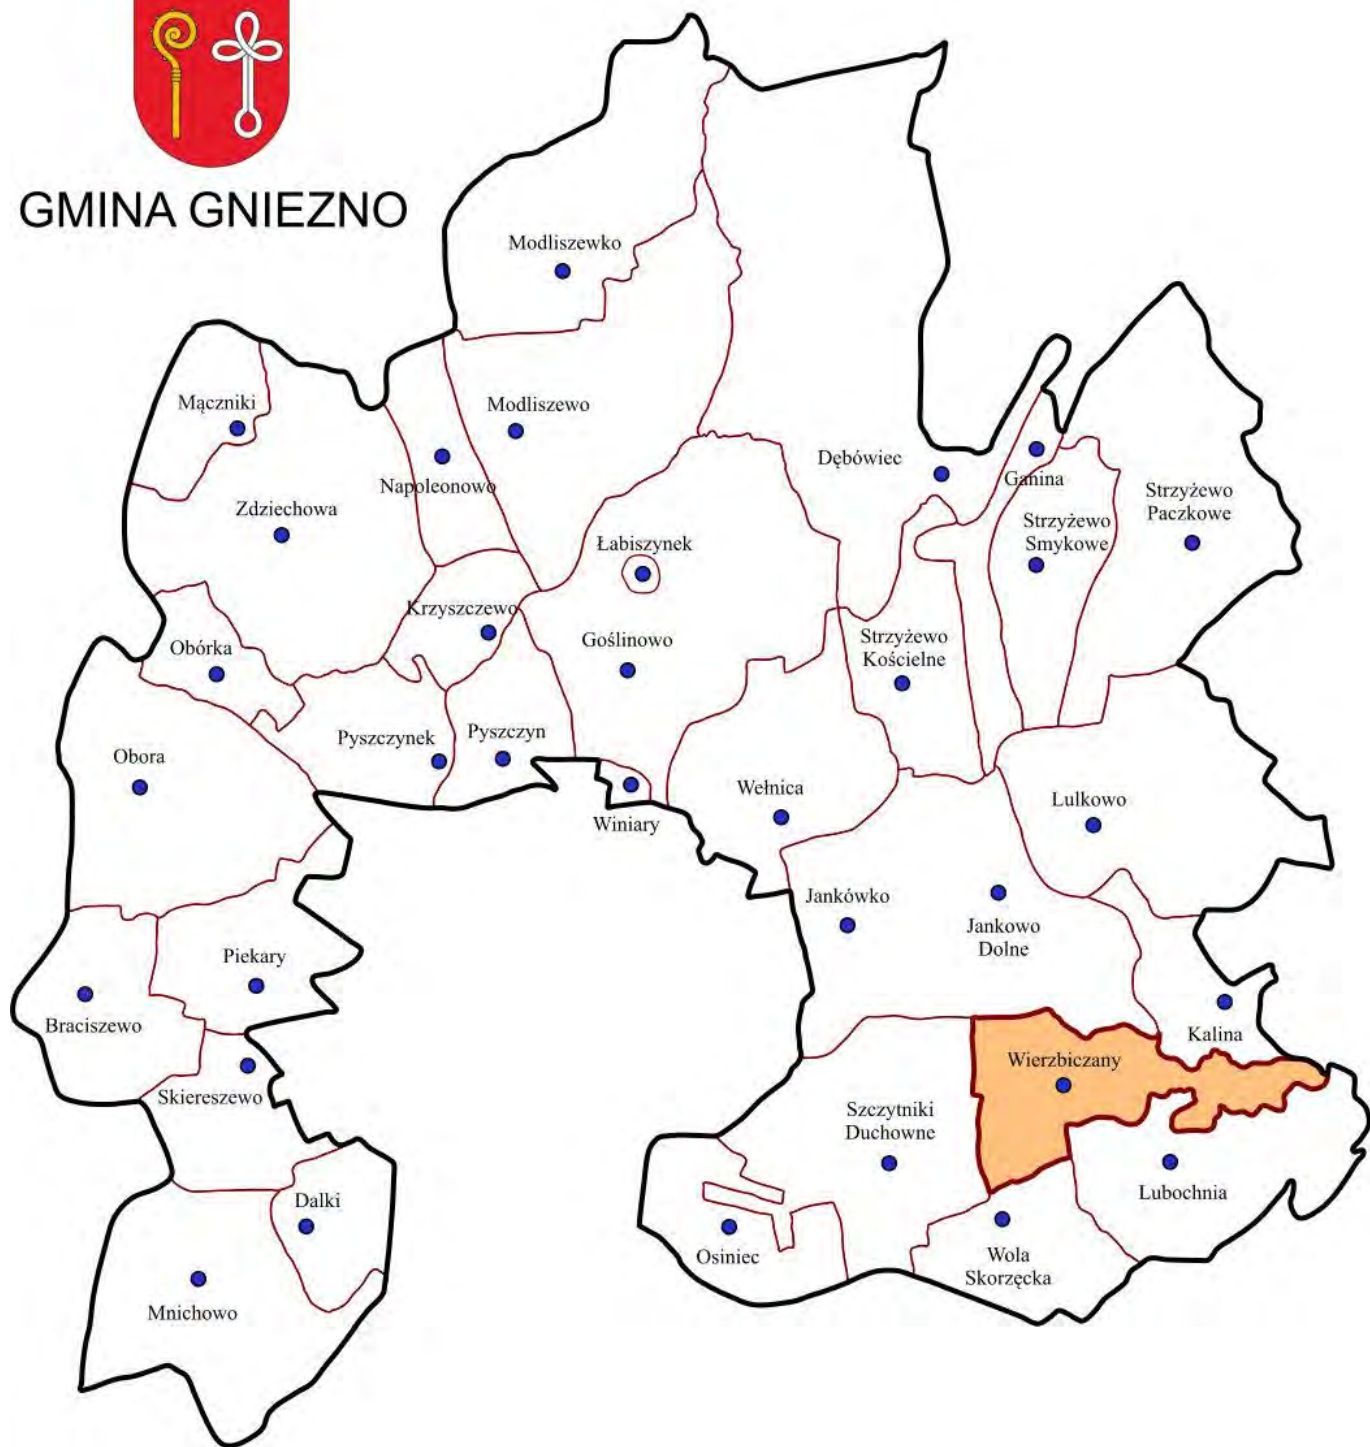 GMINA GNIEZNO
Modliszewko
Mączniki
Modliszewo
Napoleonowo
Dębówiec
Ganina
Strzyżewo
Paczkowe
Zdziechowa
Strzyżewo
Smykowe
Łabiszynek
Krzyszczewo
Obórka
Goślinowo
Strzyżewo
Kościelne
Pyszczynek
Pyszczyn
Obora
Wełnica
Lulkowo
Winiary
Jankówko
Jankowo
Dolne
Piekary
Braciszewo
Kalina
Wierzbiczany
Skiereszewo
Szczytniki
Duchowne
Dalki
Lubochnia
Osiniec
Wola
Skorzęcka
Mnichowo